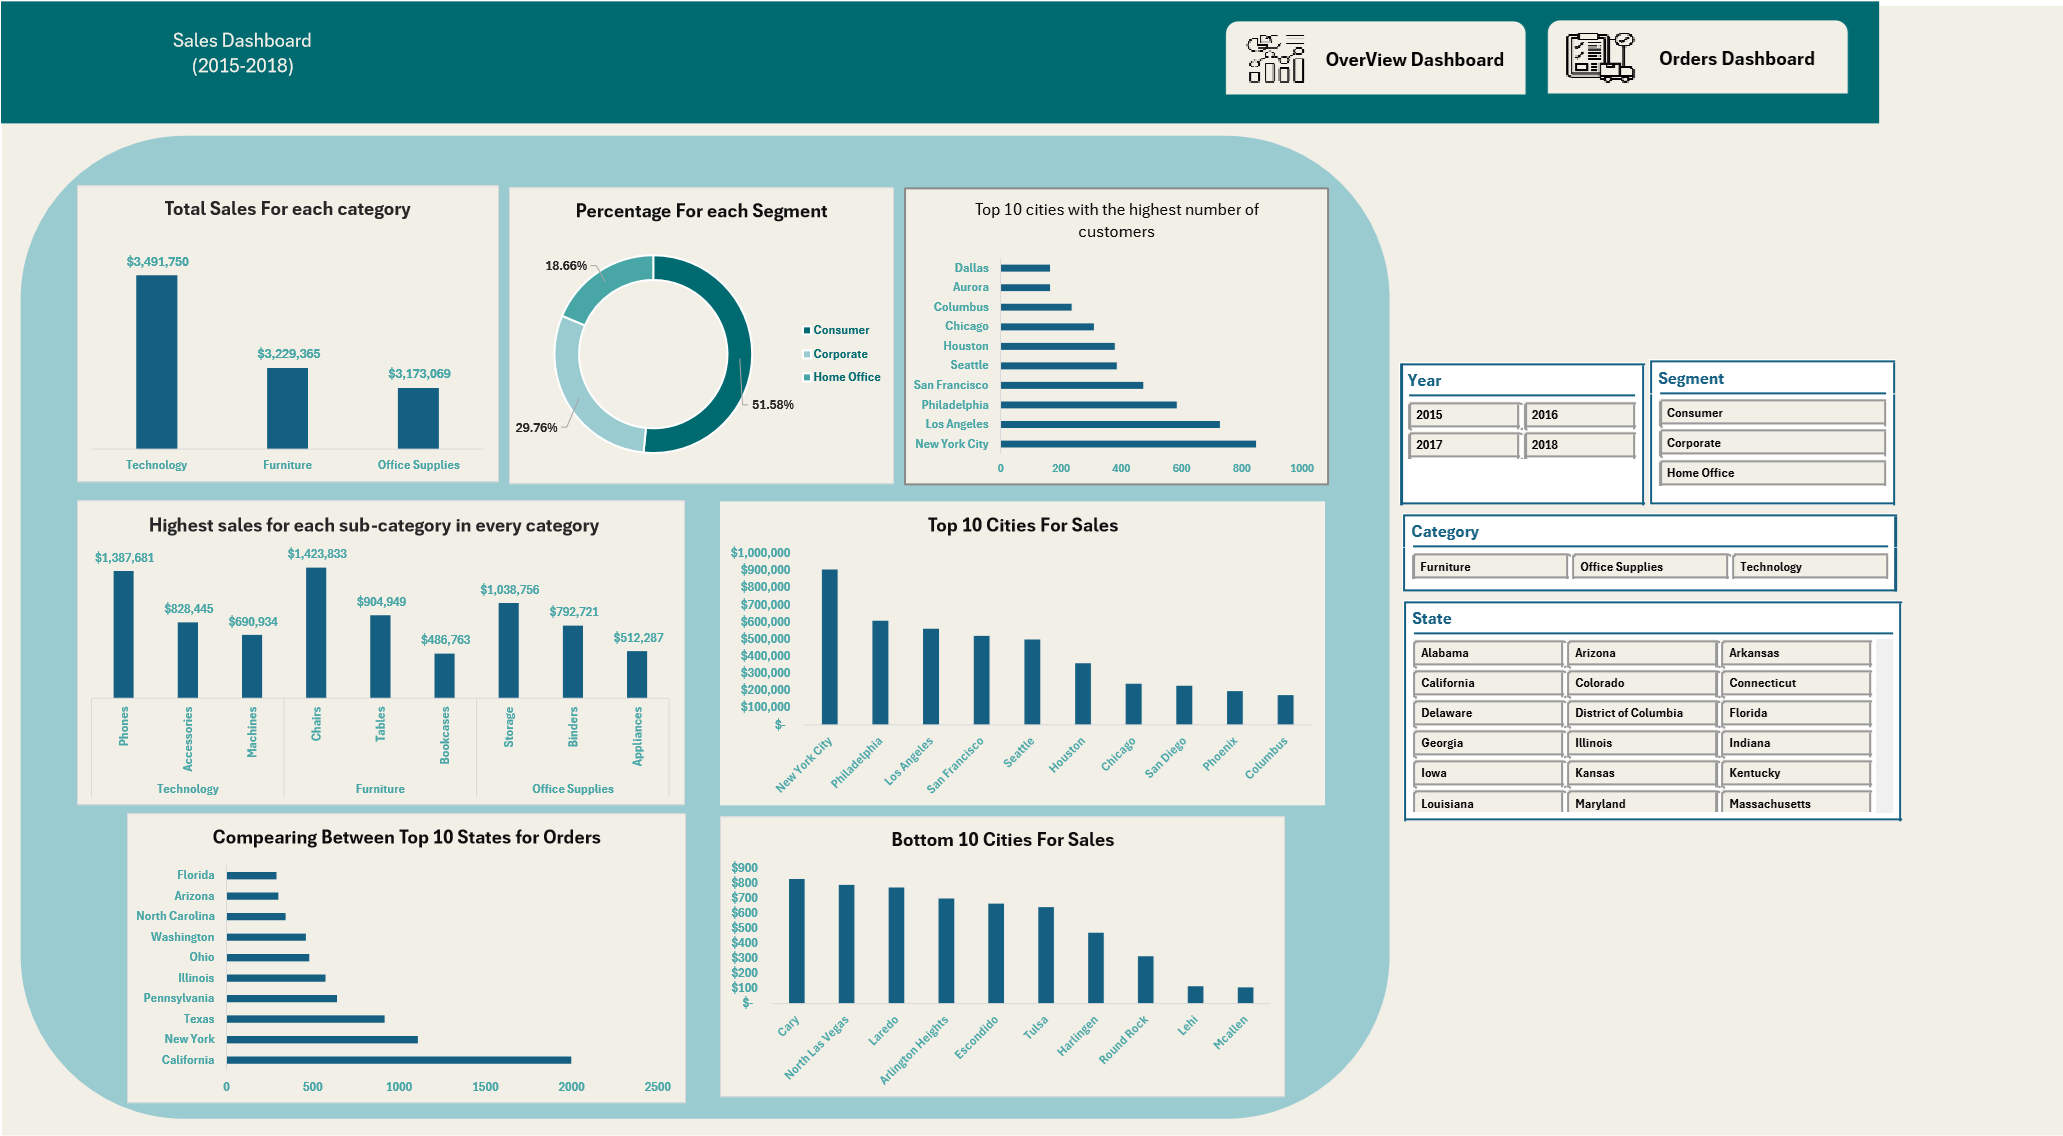 Sales Dashboard
(2015-2018)
OverView Dashboard
Orders Dashboard
Total Sales For each category
$3,491,750
$3,229,365
$3,173,069
Technology
Furniture
Office Supplies
Percentage For each Segment
18.66%
29.76%
51.58%
Consumer
Corporate
Home Office
Top 10 cities with the highest number of
customers
Dallas
Aurora
Columbus
Chicago
Houston
Seattle
San Francisco
Philadelphia
Los Angeles
New York City
0 200 400 600 800 1000
Highest sales for each sub-category in every category
$1,387,681
$828,445
$690,934
$1,423,833
$904,949
$486,763
$1,038,756
$792,721
$512,287
Phones
Accessories
Machines
Chairs
Tables
Bookcases
Storage
Binders
Appliances
Technology
Furniture
Office Supplies
Top 10 Cities For Sales
$1,000,000
$900,000
$800,000
$700,000
$600,000
$500,000
$400,000
$300,000
$200,000
$100,000
$-
New York City
Philadelphia
Los Angeles
San Francisco
Seattle
Houston
Chicago
San Diego
Phoenix
Columbus
Compearing Between Top 10 States for Orders
Florida
Arizona
North Carolina
Washington
Ohio
Illinois
Pennsylvania
Texas
New York
California
0 500 1000 1500 2000 2500
Bottom 10 Cities For Sales
$900
$800
$700
$600
$500
$400
$300
$200
$100
$-
Cary
North Las Vegas
Laredo
Arlington Heights
Escondido
Tulsa
Harlingen
Round Rock
Lehi
Mcallen
Year
2015 2016
2017 2018
Segment
Consumer
Corporate
Home Office
Category
Furniture Office Supplies Technology
State
Alabama Arizona Arkansas
California Colorado Connecticut
Delaware District of Columbia Florida
Georgia Illinois Indiana
Iowa Kansas Kentucky
Louisiana Maryland Massachusetts